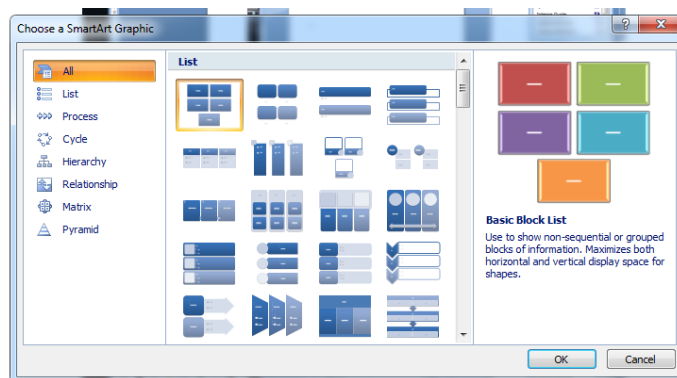 Choose a SmartArt Graphic
All
List
Process
Cycle
Hierarchy
Relationship
Matrix
Pyramid
List
Basic Block List
Use to show non-sequential or grouped
blocks of information. Maximizes both
horizontal and vertical display space for
shapes.
OK
Cancel